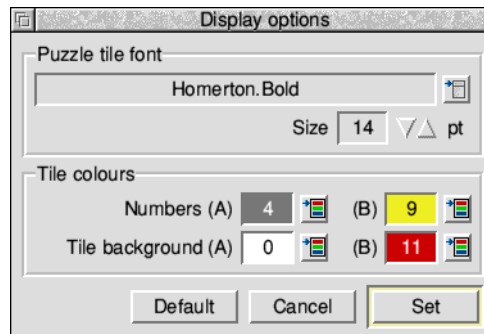 Display options
Puzzle tile font
Homerton.Bold
Size 14 pt
Tile colours
Numbers (A) 4 (B) 9
Tile background (A) 0 (B) 11
Default Cancel Set